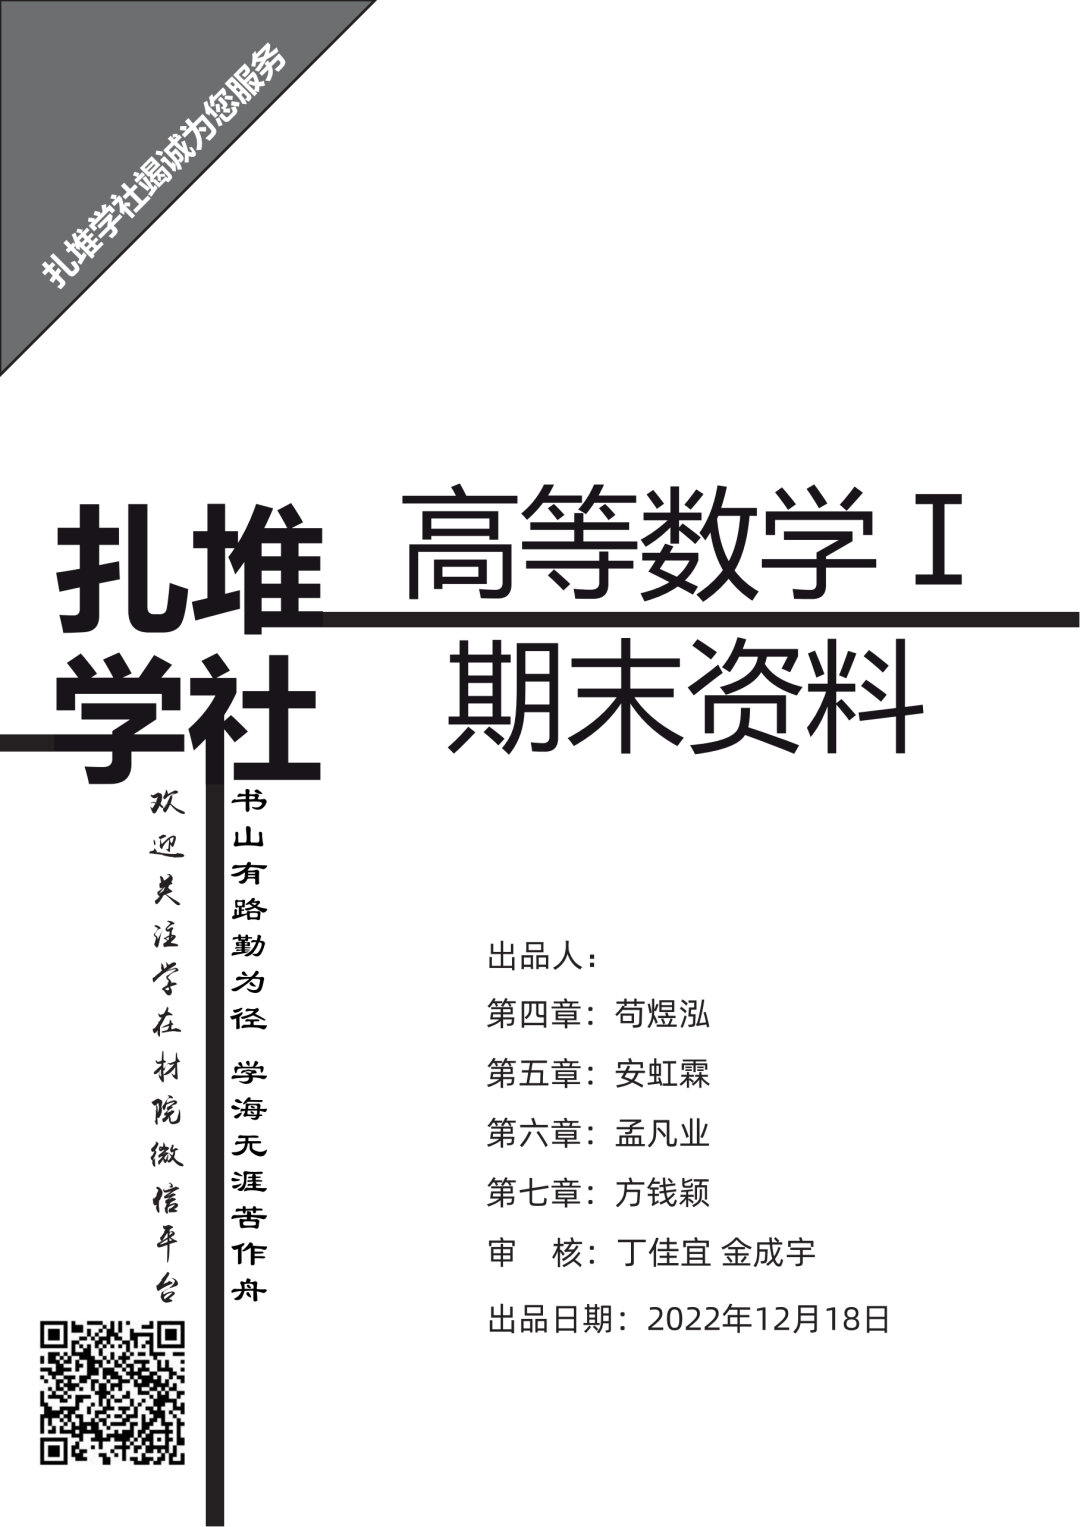 扎堆学社竭诚为您服务
扎堆
学社
高等数学 I
期末资料
欢迎关注学在材院微信平台
书山有路勤为径 学海无涯苦作舟
出品人：
第四章：苟煜泓
第五章：安虹霖
第六章：孟凡业
第七章：方钱颖
审 核：丁佳宜 金成宇
出品日期：2022年12月18日